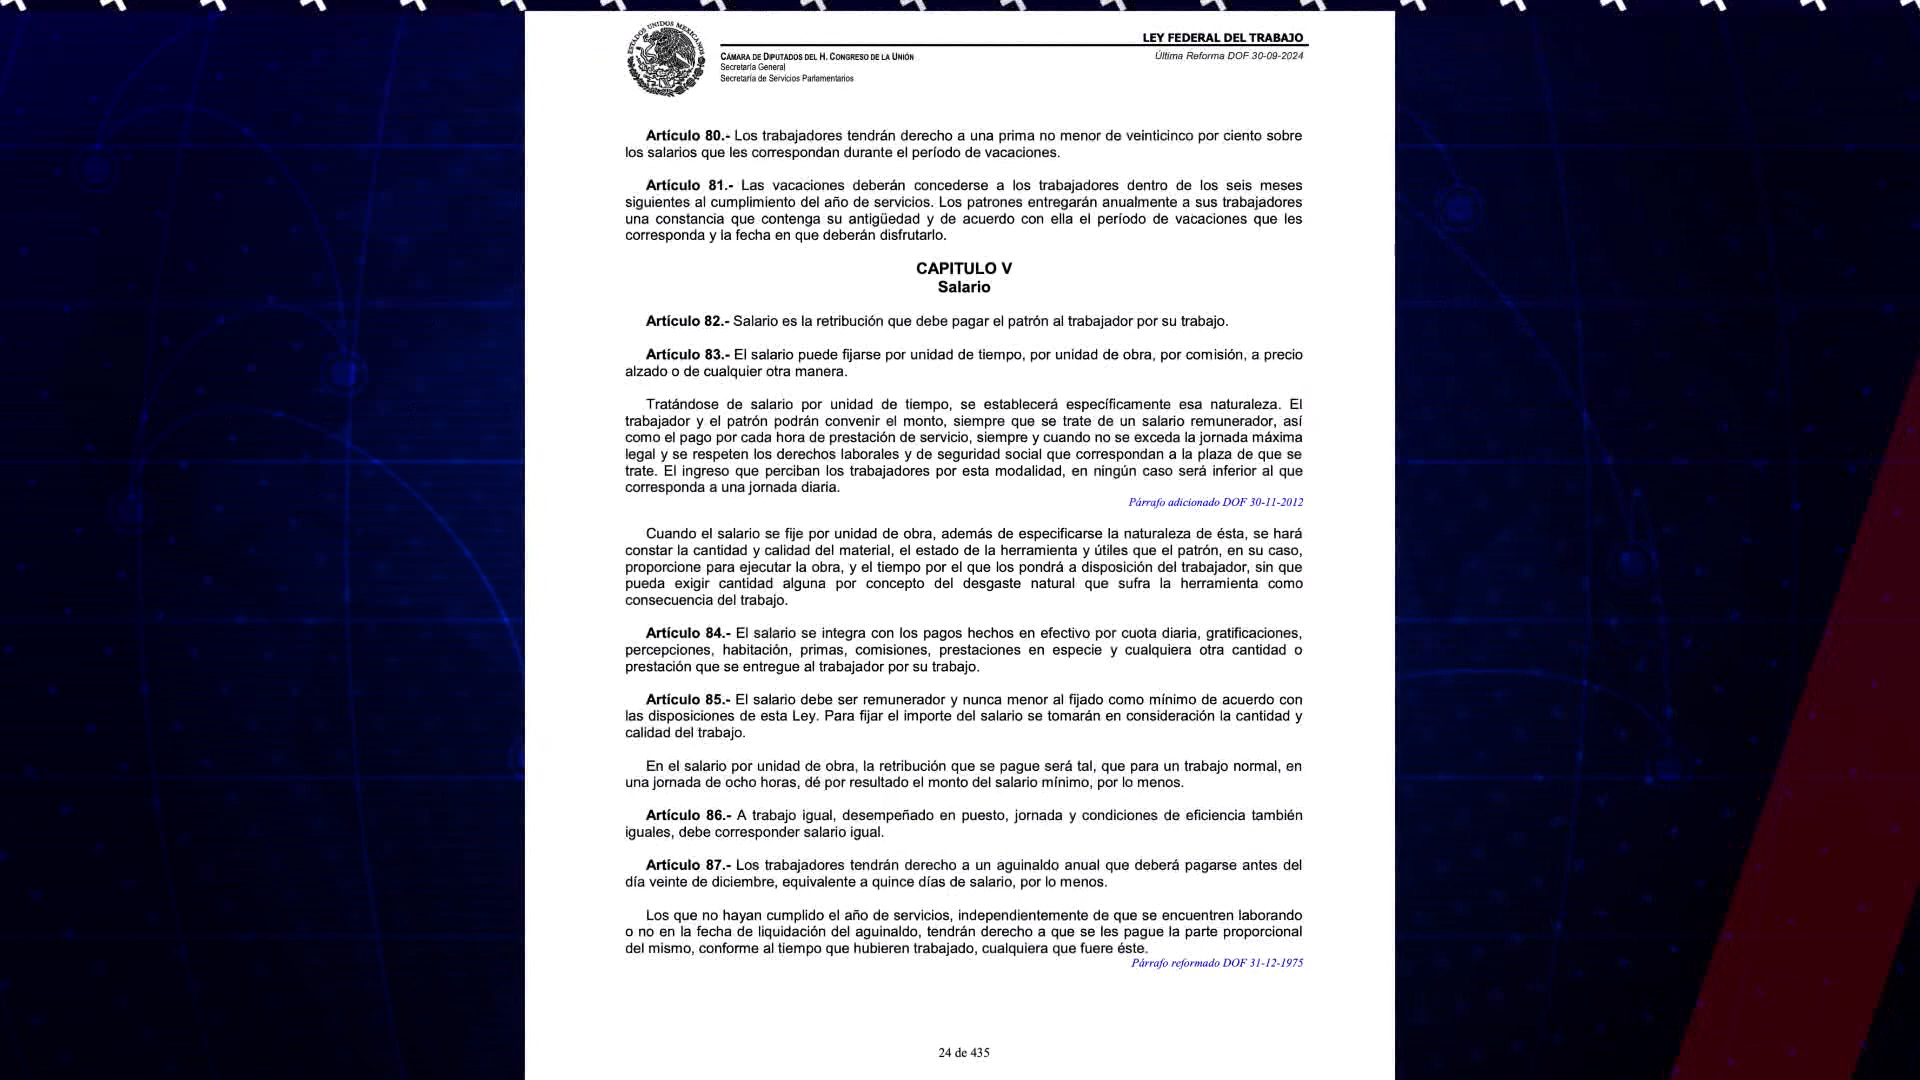 ESTADOS UNIDOS MEXICANOS
LEY FEDERAL DEL TRABAJO
CÁMARA DE DIPUTADOS DEL H. CONGRESO DE LA UNIÓN
Última Reforma DOF 30-09-2024
Secretaría General
Secretaría de Servicios Parlamentarios
Artículo 80.- Los trabajadores tendrán derecho a una prima no menor de veinticinco por ciento sobre
los salarios que les correspondan durante el período de vacaciones.
Artículo 81.- Las vacaciones deberán concederse a los trabajadores dentro de los seis meses
siguientes al cumplimiento del año de servicios. Los patrones entregarán anualmente a sus trabajadores
una constancia que contenga su antigüedad y de acuerdo con ella el período de vacaciones que les
corresponda y la fecha en que deberán disfrutarlo.
CAPITULO V
Salario
Artículo 82.- Salario es la retribución que debe pagar el patrón al trabajador por su trabajo.
Artículo 83.- El salario puede fijarse por unidad de tiempo, por unidad de obra, por comisión, a precio
alzado o de cualquier otra manera.
Tratándose de salario por unidad de tiempo, se establecerá específicamente esa naturaleza. El
trabajador y el patrón podrán convenir el monto, siempre que se trate de un salario remunerador, así
como el pago por cada hora de prestación de servicio, siempre y cuando no se exceda la jornada máxima
legal y se respeten los derechos laborales y de seguridad social que correspondan a la plaza de que se
trate. El ingreso que perciban los trabajadores por esta modalidad, en ningún caso será inferior al que
corresponda a una jornada diaria.
Párrafo adicionado DOF 30-11-2012
Cuando el salario se fije por unidad de obra, además de especificarse la naturaleza de ésta, se hará
constar la cantidad y calidad del material, el estado de la herramienta y útiles que el patrón, en su caso,
proporcione para ejecutar la obra, y el tiempo por el que los pondrá a disposición del trabajador, sin que
pueda exigir cantidad alguna por concepto del desgaste natural que sufra la herramienta como
consecuencia del trabajo.
Artículo 84.- El salario se integra con los pagos hechos en efectivo por cuota diaria, gratificaciones,
percepciones, habitación, primas, comisiones, prestaciones en especie y cualquiera otra cantidad o
prestación que se entregue al trabajador por su trabajo.
Artículo 85.- El salario debe ser remunerador y nunca menor al fijado como mínimo de acuerdo con
las disposiciones de esta Ley. Para fijar el importe del salario se tomarán en consideración la cantidad y
calidad del trabajo.
En el salario por unidad de obra, la retribución que se pague será tal, que para un trabajo normal, en
una jornada de ocho horas, dé por resultado el monto del salario mínimo, por lo menos.
Artículo 86.- A trabajo igual, desempeñado en puesto, jornada y condiciones de eficiencia también
iguales, debe corresponder salario igual.
Artículo 87.- Los trabajadores tendrán derecho a un aguinaldo anual que deberá pagarse antes del
día veinte de diciembre, equivalente a quince días de salario, por lo menos.
Los que no hayan cumplido el año de servicios, independientemente de que se encuentren laborando
o no en la fecha de liquidación del aguinaldo, tendrán derecho a que se les pague la parte proporcional
del mismo, conforme al tiempo que hubieren trabajado, cualquiera que fuere éste.
Párrafo reformado DOF 31-12-1975
24 de 435